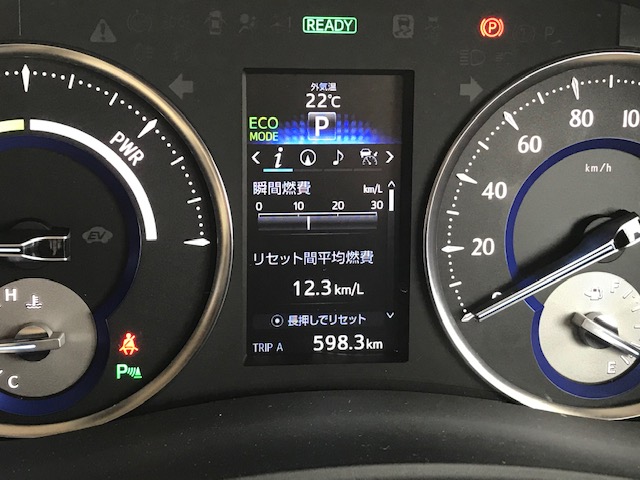 READY
P
外気温
22℃
ECO
MODE
P
瞬間燃費 km/L
0 10 20 30
リセット間平均燃費
12.3 km/L
長押しでリセット
TRIP A 598.3 km
PWR
EV
H
C
P
0
20
40
60
80
100
km/h
F
E